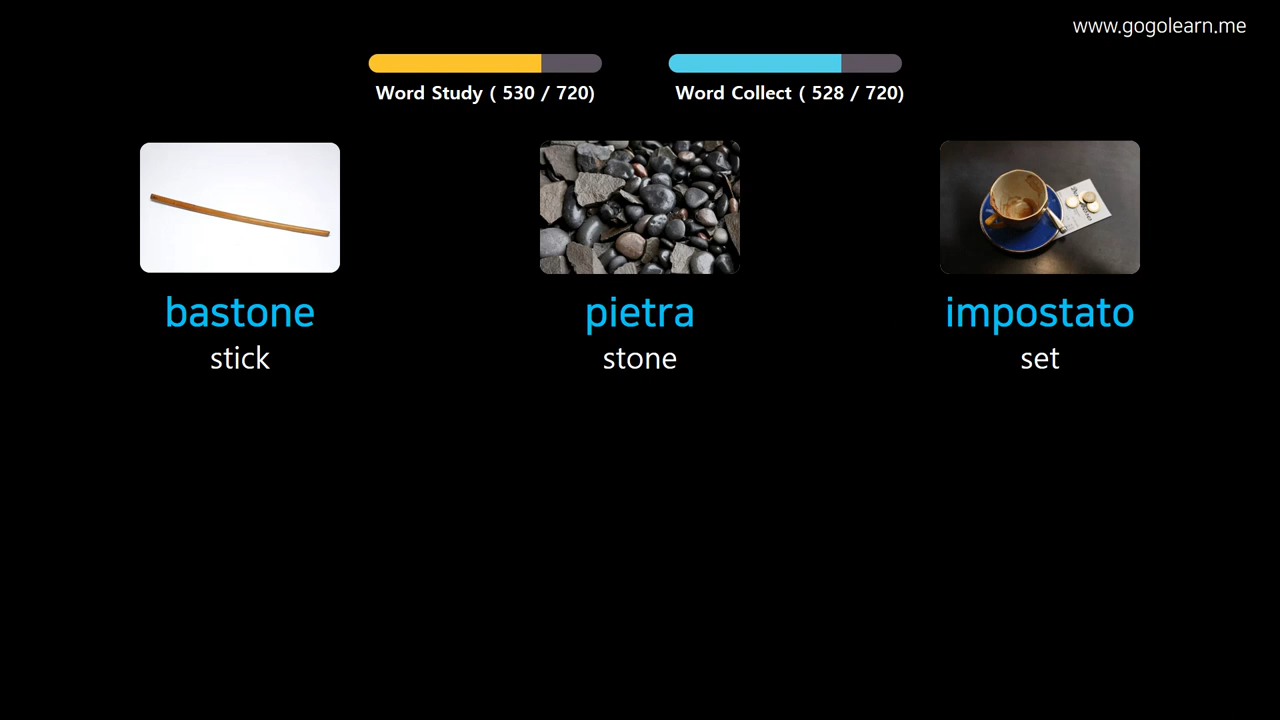 www.gogolearn.me
Word Study ( 530 / 720)
Word Collect ( 528 / 720)
bastone
pietra
impostato
stick
stone
set